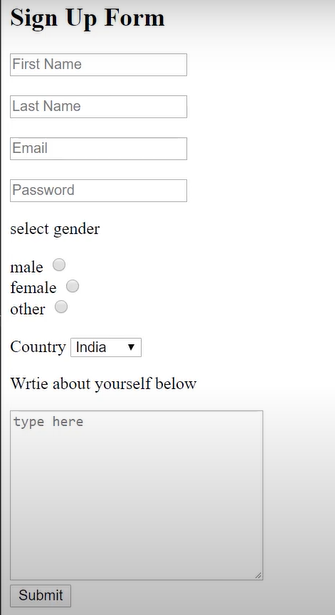 Sign Up Form
First Name
Last Name
Email
Password
select gender
male
female
other
Country India
Wrtie about yourself below
type here
Submit